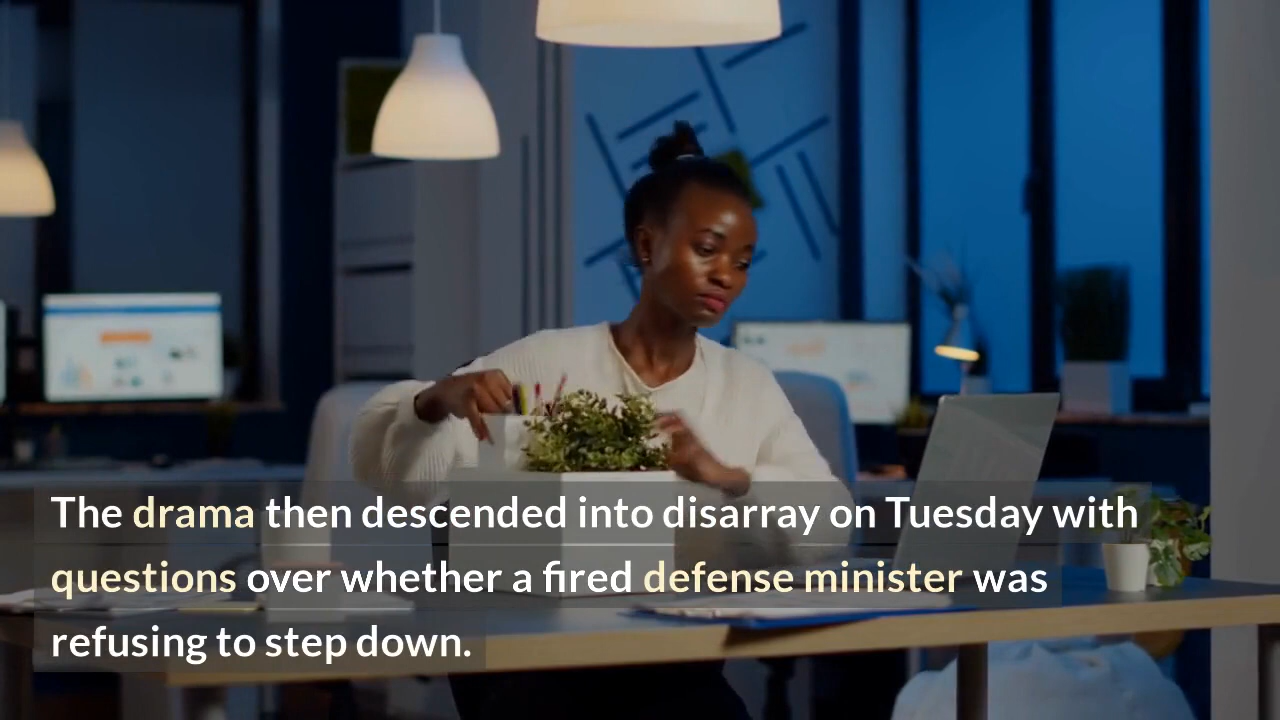 The drama then descended into disarray on Tuesday with
questions over whether a fired defense minister was
refusing to step down.